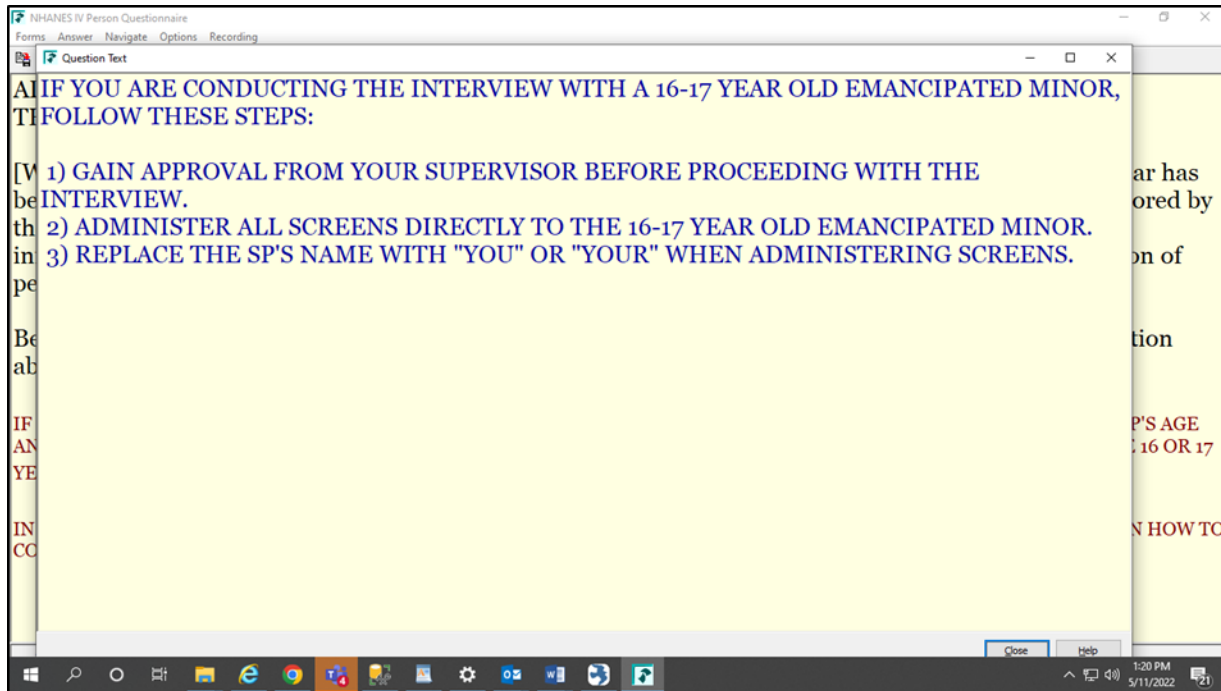 NHANES IV Person Questionnaire
Forms Answer Navigate Options Recording
Question Text
IF YOU ARE CONDUCTING THE INTERVIEW WITH A 16-17 YEAR OLD EMANCIPATED MINOR,
FOLLOW THESE STEPS:
1) GAIN APPROVAL FROM YOUR SUPERVISOR BEFORE PROCEEDING WITH THE
INTERVIEW.
2) ADMINISTER ALL SCREENS DIRECTLY TO THE 16-17 YEAR OLD EMANCIPATED MINOR.
3) REPLACE THE SP'S NAME WITH "YOU" OR "YOUR" WHEN ADMINISTERING SCREENS.
ar has
ored by
on of
tion
IF
P'S AGE
16 OR 17
IN
N HOW TO
Close Help
1:20 PM
5/11/2022
4
21